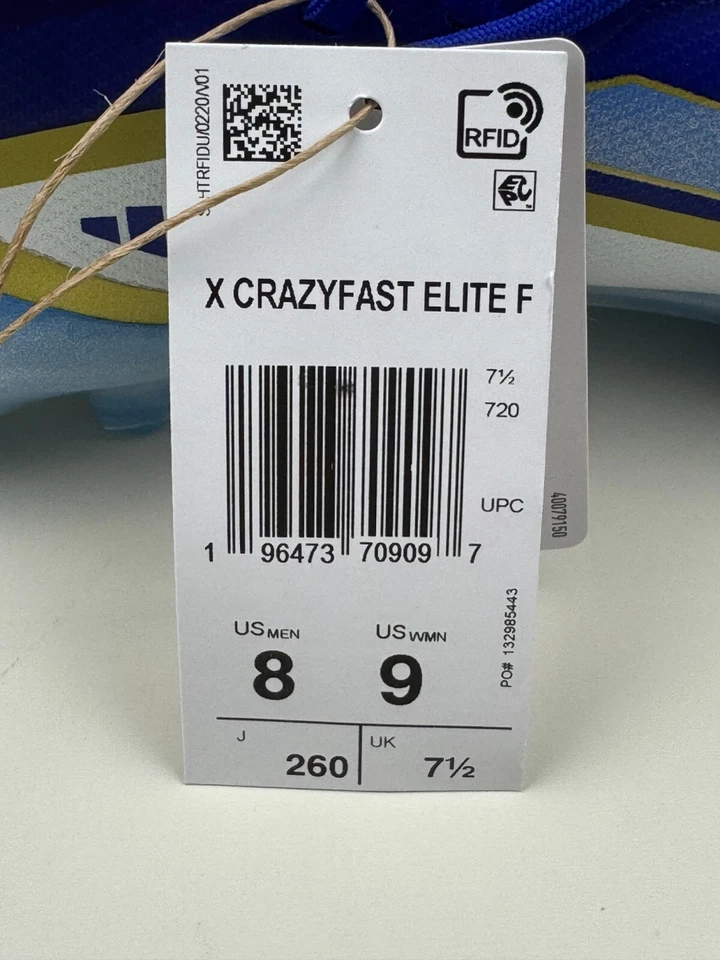 RFID
EPC
X CRAZYFAST ELITE F
7½
720
UPC
1 96473 70909 7
40079150
PO# 132985443
US MEN
8
US WMN
9
J
260
UK
7½